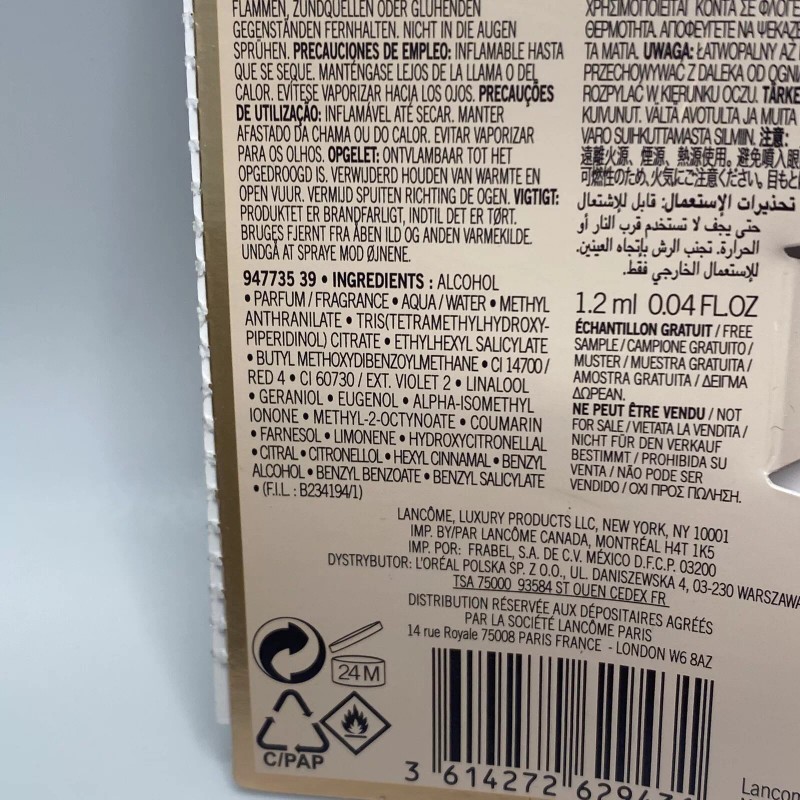 FLAMMEN, ZÜNDQUELLEN ODER GLÜHENDEN
GEGENSTÄNDEN FERNHALTEN. NICHT IN DIE AUGEN
SPRÜHEN. PRECAUCIONES DE EMPLEO: INFLAMABLE HASTA
QUE SE SEQUE. MANTÉNGASE LEJOS DE LA LLAMA O DEL
CALOR. EVÍTESE VAPORIZAR HACIA LOS OJOS. PRECAUÇÕES
DE UTILIZAÇÃO: INFLAMÁVEL ATÉ SECAR. MANTER
AFASTADO DA CHAMA OU DO CALOR. EVITAR VAPORIZAR
PARA OS OLHOS. OPGELET: ONTVLAMBAAR TOT HET
OPGEDROOGD IS. VERWIJDERD HOUDEN VAN WARMTE EN
OPEN VUUR. VERMIJD SPUITEN RICHTING DE OGEN. VIGTIGT:
PRODUKTET ER BRANDFARLIGT, INDTIL DET ER TØRT.
BRUGES FJERNT FRA ÅBEN ILD OG ANDEN VARMEKILDE.
UNDGÅ AT SPRAYE MOD ØJNENE.
947735 39 • INGREDIENTS : ALCOHOL
• PARFUM / FRAGRANCE • AQUA / WATER • METHYL
ANTHRANILATE • TRIS(TETRAMETHYLHYDROXY-
PIPERIDINOL) CITRATE • ETHYLHEXYL SALICYLATE
• BUTYL METHOXYDIBENZOYLMETHANE • CI 14700 /
RED 4 • CI 60730 / EXT. VIOLET 2 • LINALOOL
• GERANIOL • EUGENOL • ALPHA-ISOMETHYL
IONONE • METHYL-2-OCTYNOATE • COUMARIN
• FARNESOL • LIMONENE • HYDROXYCITRONELLAL
• CITRAL • CITRONELLOL • HEXYL CINNAMAL • BENZYL
ALCOHOL • BENZYL BENZOATE • BENZYL SALICYLATE
• (F.I.L. : B234194/1)
ΧΡΗΣΙΜΟΠΟΙΕΙΤΑΙ ΚΟΝΤΑ ΣΕ
ΘΕΡΜΟΤΗΤΑ. ΑΠΟΦΕΥΓΕΤΕ ΝΑ
ΤΑ ΜΑΤΙΑ. UWAGA: ŁATWOPALNY AŻ
PRZECHOWYWAĆ Z DALEKA OD OGNIA
ROZPYLAĆ W KIERUNKU OCZU.
KUIVUNUT. VÄLTÄ AVOTULTA JA MUITA
VARO SUIHKUTTAMASTA SILMIIN. 注意:
遠離火源、煙源、熱源使用。避免噴入眼
可燃性のため、火気にご注意ください。目もと
تحذيرات الإستعمال: قابل للإشتعال
حتى يجف لا تستخدم قرب النار أو
الحرارة. تجنب الرش بإتجاه العينين.
للإستعمال الخارجي فقط.
1.2 ml 0.04 FL.OZ
ÉCHANTILLON GRATUIT / FREE
SAMPLE / CAMPIONE GRATUITO /
MUSTER / MUESTRA GRATUITA /
AMOSTRA GRATUITA / ΔΕΙΓΜΑ
ΔΩΡΕΑΝ.
NE PEUT ÊTRE VENDU / NOT
FOR SALE / VIETATA LA VENDITA /
NICHT FÜR DEN VERKAUF
BESTIMMT / PROHIBIDA SU
VENTA / NÃO PODE SER
VENDIDO / ΟΧΙ ΠΡΟΣ ΠΩΛΗΣΗ.
LANCÔME, LUXURY PRODUCTS LLC, NEW YORK, NY 10001
IMP. BY/PAR LANCÔME CANADA, MONTRÉAL H4T 1K5
IMP. POR: FRABEL, S.A. DE C.V. MÉXICO D.F.C.P. 03200
DYSTRYBUTOR: L'ORÉAL POLSKA SP. Z O.O., UL. DANISZEWSKA 4, 03-230 WARSZAWA
TSA 75000 93584 ST OUEN CEDEX FR
DISTRIBUTION RÉSERVÉE AUX DÉPOSITAIRES AGRÉÉS
PAR LA SOCIÉTÉ LANCÔME PARIS
14 rue Royale 75008 PARIS FRANCE - LONDON W6 8AZ
24 M
C/PAP
3 614272 62943
Lancom